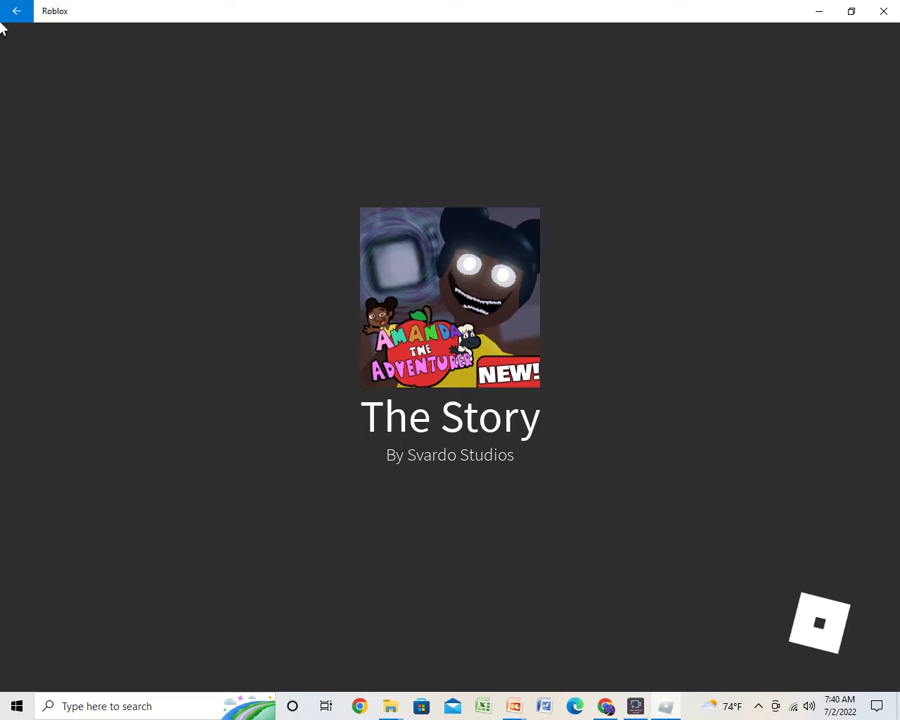 Roblox
AMANDA
THE
ADVENTURER
NEW!
The Story
By Svardo Studios
Type here to search
74°F
7:40 AM
7/2/2022